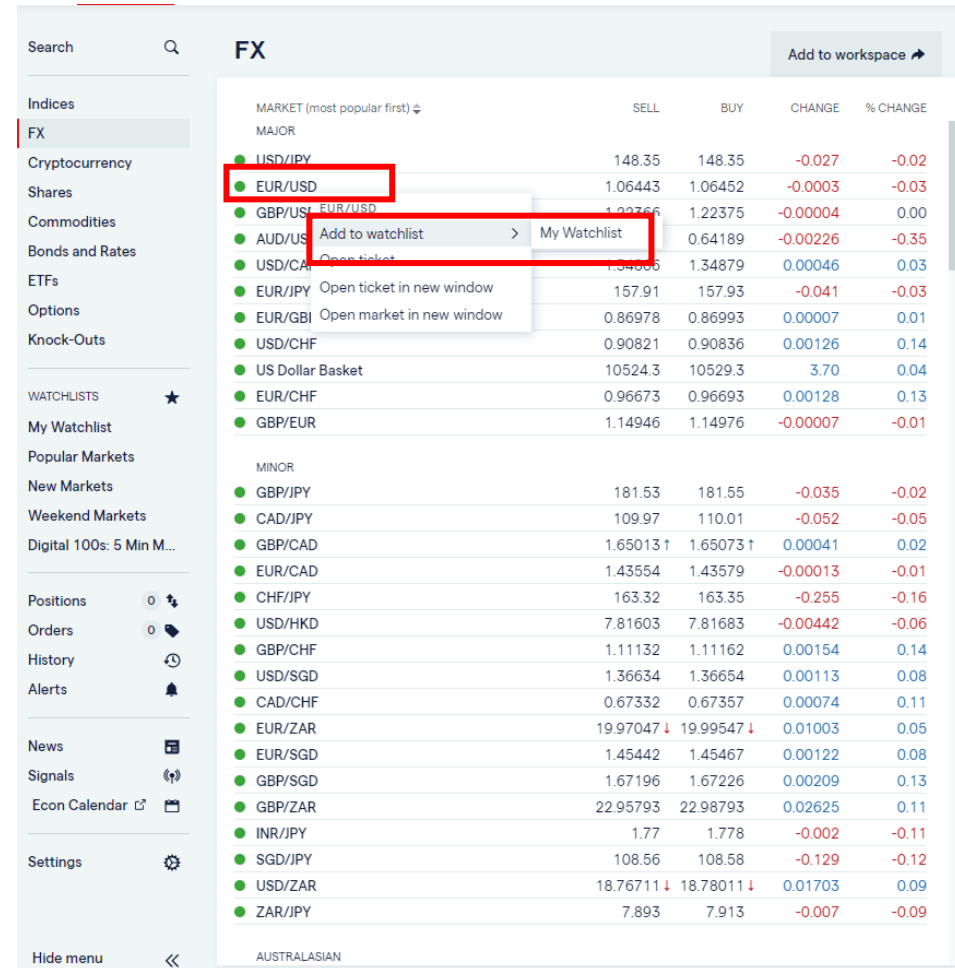 Search
Indices
FX
Cryptocurrency
Shares
Commodities
Bonds and Rates
ETFs
Options
Knock-Outs
WATCHLISTS
My Watchlist
Popular Markets
New Markets
Weekend Markets
Digital 100s: 5 Min M...
Positions 0
Orders 0
History
Alerts
News
Signals
Econ Calendar
Settings
Hide menu
FX
Add to workspace
MARKET (most popular first) SELL BUY CHANGE % CHANGE
MAJOR
USD/JPY 148.35 148.35 -0.027 -0.02
EUR/USD 1.06443 1.06452 -0.0003 -0.03
GBP/US 1.22366 1.22375 -0.00004 0.00
AUD/US 0.64189 -0.00226 -0.35
USD/CA 1.34879 0.00046 0.03
EUR/JPY 157.91 157.93 -0.041 -0.03
EUR/GB 0.86978 0.86993 0.00007 0.01
USD/CHF 0.90821 0.90836 0.00126 0.14
US Dollar Basket 10524.3 10529.3 3.70 0.04
EUR/CHF 0.96673 0.96693 0.00128 0.13
GBP/EUR 1.14946 1.14976 -0.00007 -0.01
EUR/USD
Add to watchlist
My Watchlist
Open ticket
Open ticket in new window
Open market in new window
MINOR
GBP/JPY 181.53 181.55 -0.035 -0.02
CAD/JPY 109.97 110.01 -0.052 -0.05
GBP/CAD 1.65013↑ 1.65073↑ 0.00041 0.02
EUR/CAD 1.43554 1.43579 -0.00013 -0.01
CHF/JPY 163.32 163.35 -0.255 -0.16
USD/HKD 7.81603 7.81683 -0.00442 -0.06
GBP/CHF 1.11132 1.11162 0.00154 0.14
USD/SGD 1.36634 1.36654 0.00113 0.08
CAD/CHF 0.67332 0.67357 0.00074 0.11
EUR/ZAR 19.97047↓ 19.99547↓ 0.01003 0.05
EUR/SGD 1.45442 1.45467 0.00122 0.08
GBP/SGD 1.67196 1.67226 0.00209 0.13
GBP/ZAR 22.95793 22.98793 0.02625 0.11
INR/JPY 1.77 1.778 -0.002 -0.11
SGD/JPY 108.56 108.58 -0.129 -0.12
USD/ZAR 18.76711↓ 18.78011↓ 0.01703 0.09
ZAR/JPY 7.893 7.913 -0.007 -0.09
AUSTRALASIAN